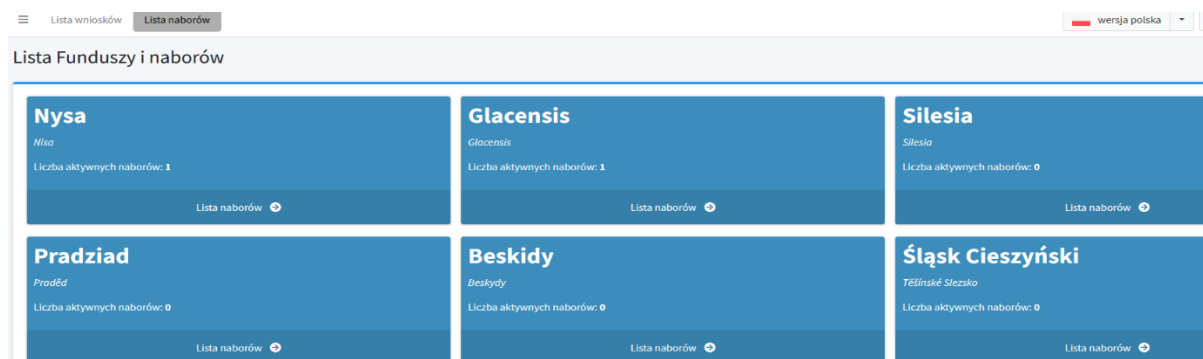 Lista wniosków Lista naborów wersja polska
Lista Funduszy i naborów
Nysa
Nisa
Liczba aktywnych naborów: 1
Lista naborów
Glacensis
Glacensis
Liczba aktywnych naborów: 1
Lista naborów
Silesia
Silesia
Liczba aktywnych naborów: 0
Lista naborów
Pradziad
Praděd
Liczba aktywnych naborów: 0
Lista naborów
Beskidy
Beskydy
Liczba aktywnych naborów: 0
Lista naborów
Śląsk Cieszyński
Těšínské Slezsko
Liczba aktywnych naborów: 0
Lista naborów